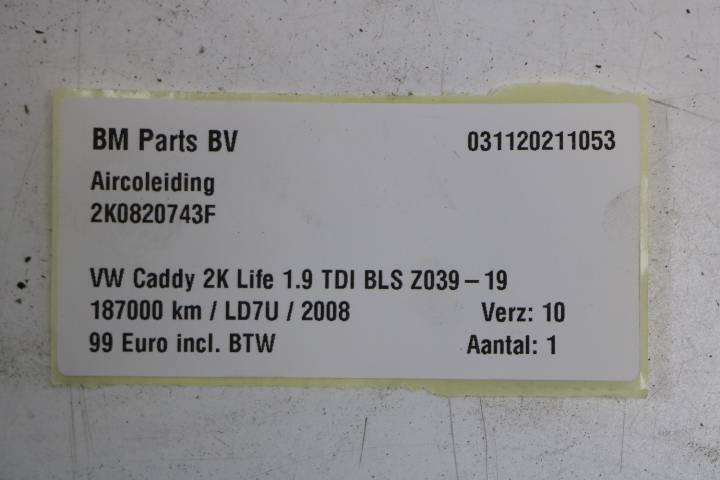 BM Parts BV 031120211053
Aircoleiding
2K0820743F
VW Caddy 2K Life 1.9 TDI BLS Z039-19
187000 km / LD7U / 2008 Verz: 10
99 Euro incl. BTW Aantal: 1